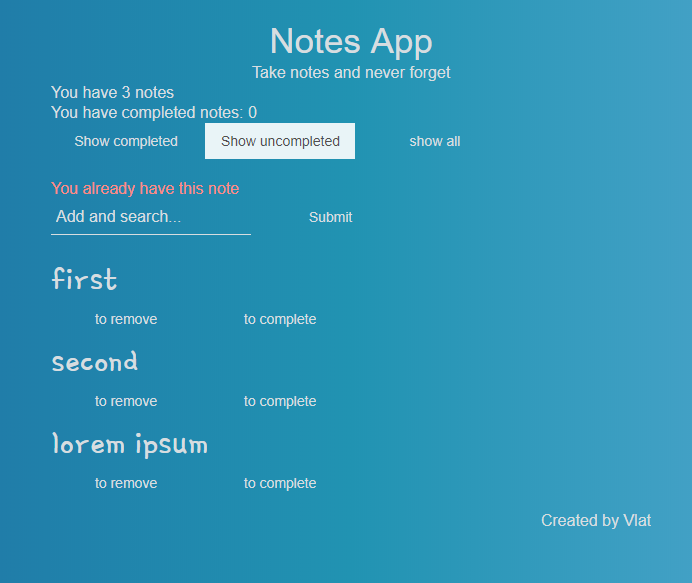 Notes App
Take notes and never forget
You have 3 notes
You have completed notes: 0
Show completed Show uncompleted show all
You already have this note
Add and search... Submit
first
to remove to complete
second
to remove to complete
lorem ipsum
to remove to complete
Created by Vlat